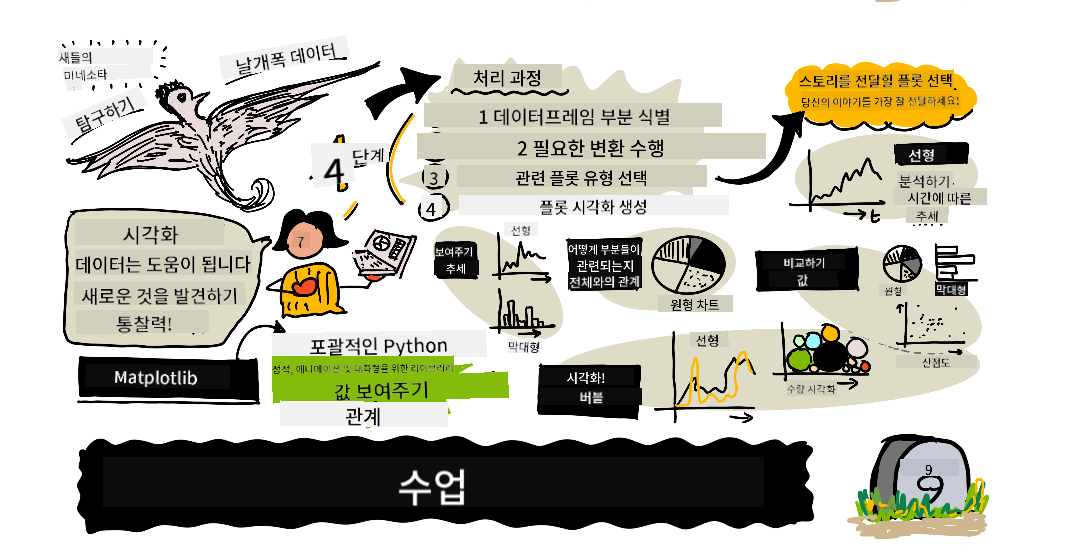 새들의
미네소타
탐구하기
날개폭 데이터
4
단계
처리 과정
1 데이터프레임 부분 식별
2 필요한 변환 수행
3 관련 플롯 유형 선택
4 플롯 시각화 생성
스토리를 전달할 플롯 선택
당신의 이야기를 가장 잘 전달하세요!
선형
분석하기
시간에 따른
추세
t
시각화
데이터는 도움이 됩니다
새로운 것을 발견하기
통찰력!
7
보여주기
추세
선형
막대형
어떻게 부분들이
관련되는지
전체와의 관계
원형 차트
비교하기
값
원형
막대형
산점도
Matplotlib
포괄적인 Python
정적, 애니메이션 및 대화형을 위한 라이브러리
값 보여주기
관계
시각화!
버블
선형
수량 시각화
수업
9
9